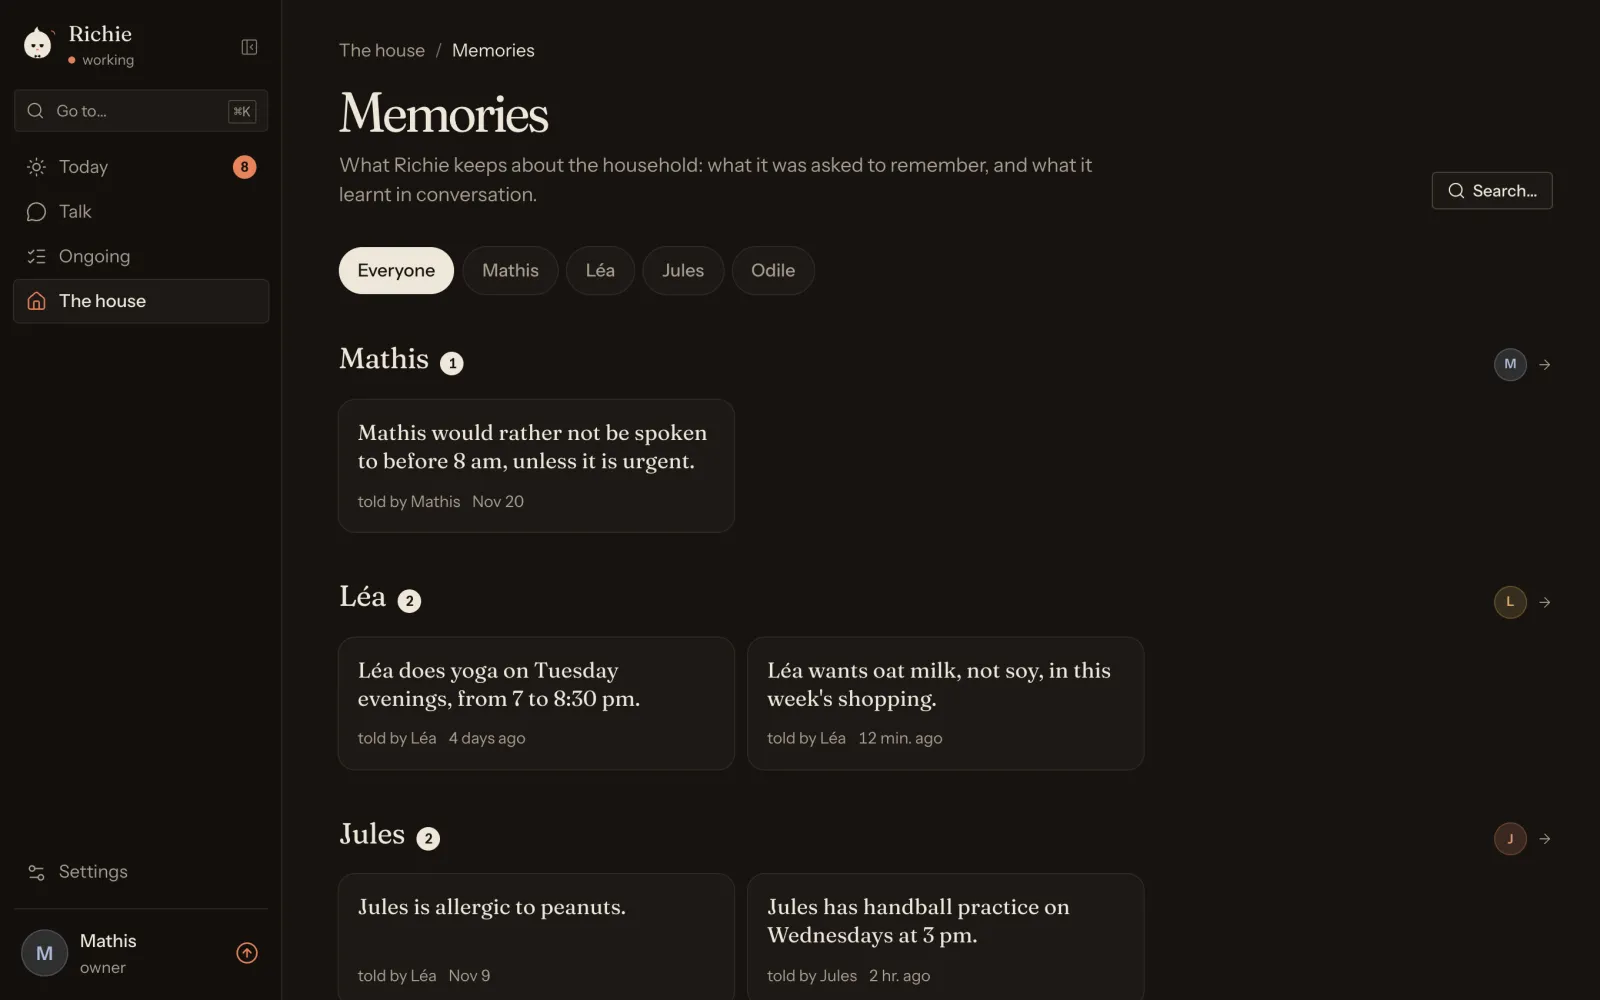 Richie
working
Go to...
⌘K
Today
8
Talk
Ongoing
The house
Settings
M
Mathis
owner
The house / Memories
Memories
What Richie keeps about the household: what it was asked to remember, and what it
learnt in conversation.
Search...
Everyone
Mathis
Léa
Jules
Odile
Mathis 1
M
Mathis would rather not be spoken
to before 8 am, unless it is urgent.
told by Mathis Nov 20
Léa 2
L
Léa does yoga on Tuesday
evenings, from 7 to 8:30 pm.
told by Léa 4 days ago
Léa wants oat milk, not soy, in this
week's shopping.
told by Léa 12 min. ago
Jules 2
J
Jules is allergic to peanuts.
told by Léa Nov 9
Jules has handball practice on
Wednesdays at 3 pm.
told by Jules 2 hr. ago